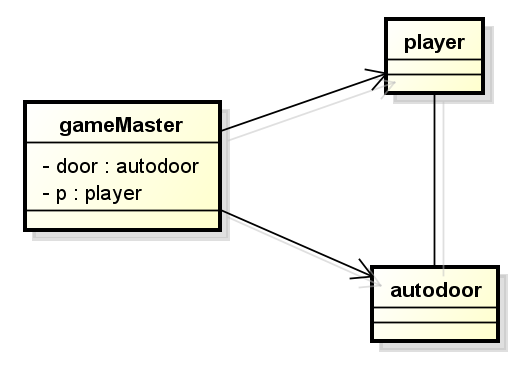 player
gameMaster
- door : autodoor
- p : player
autodoor